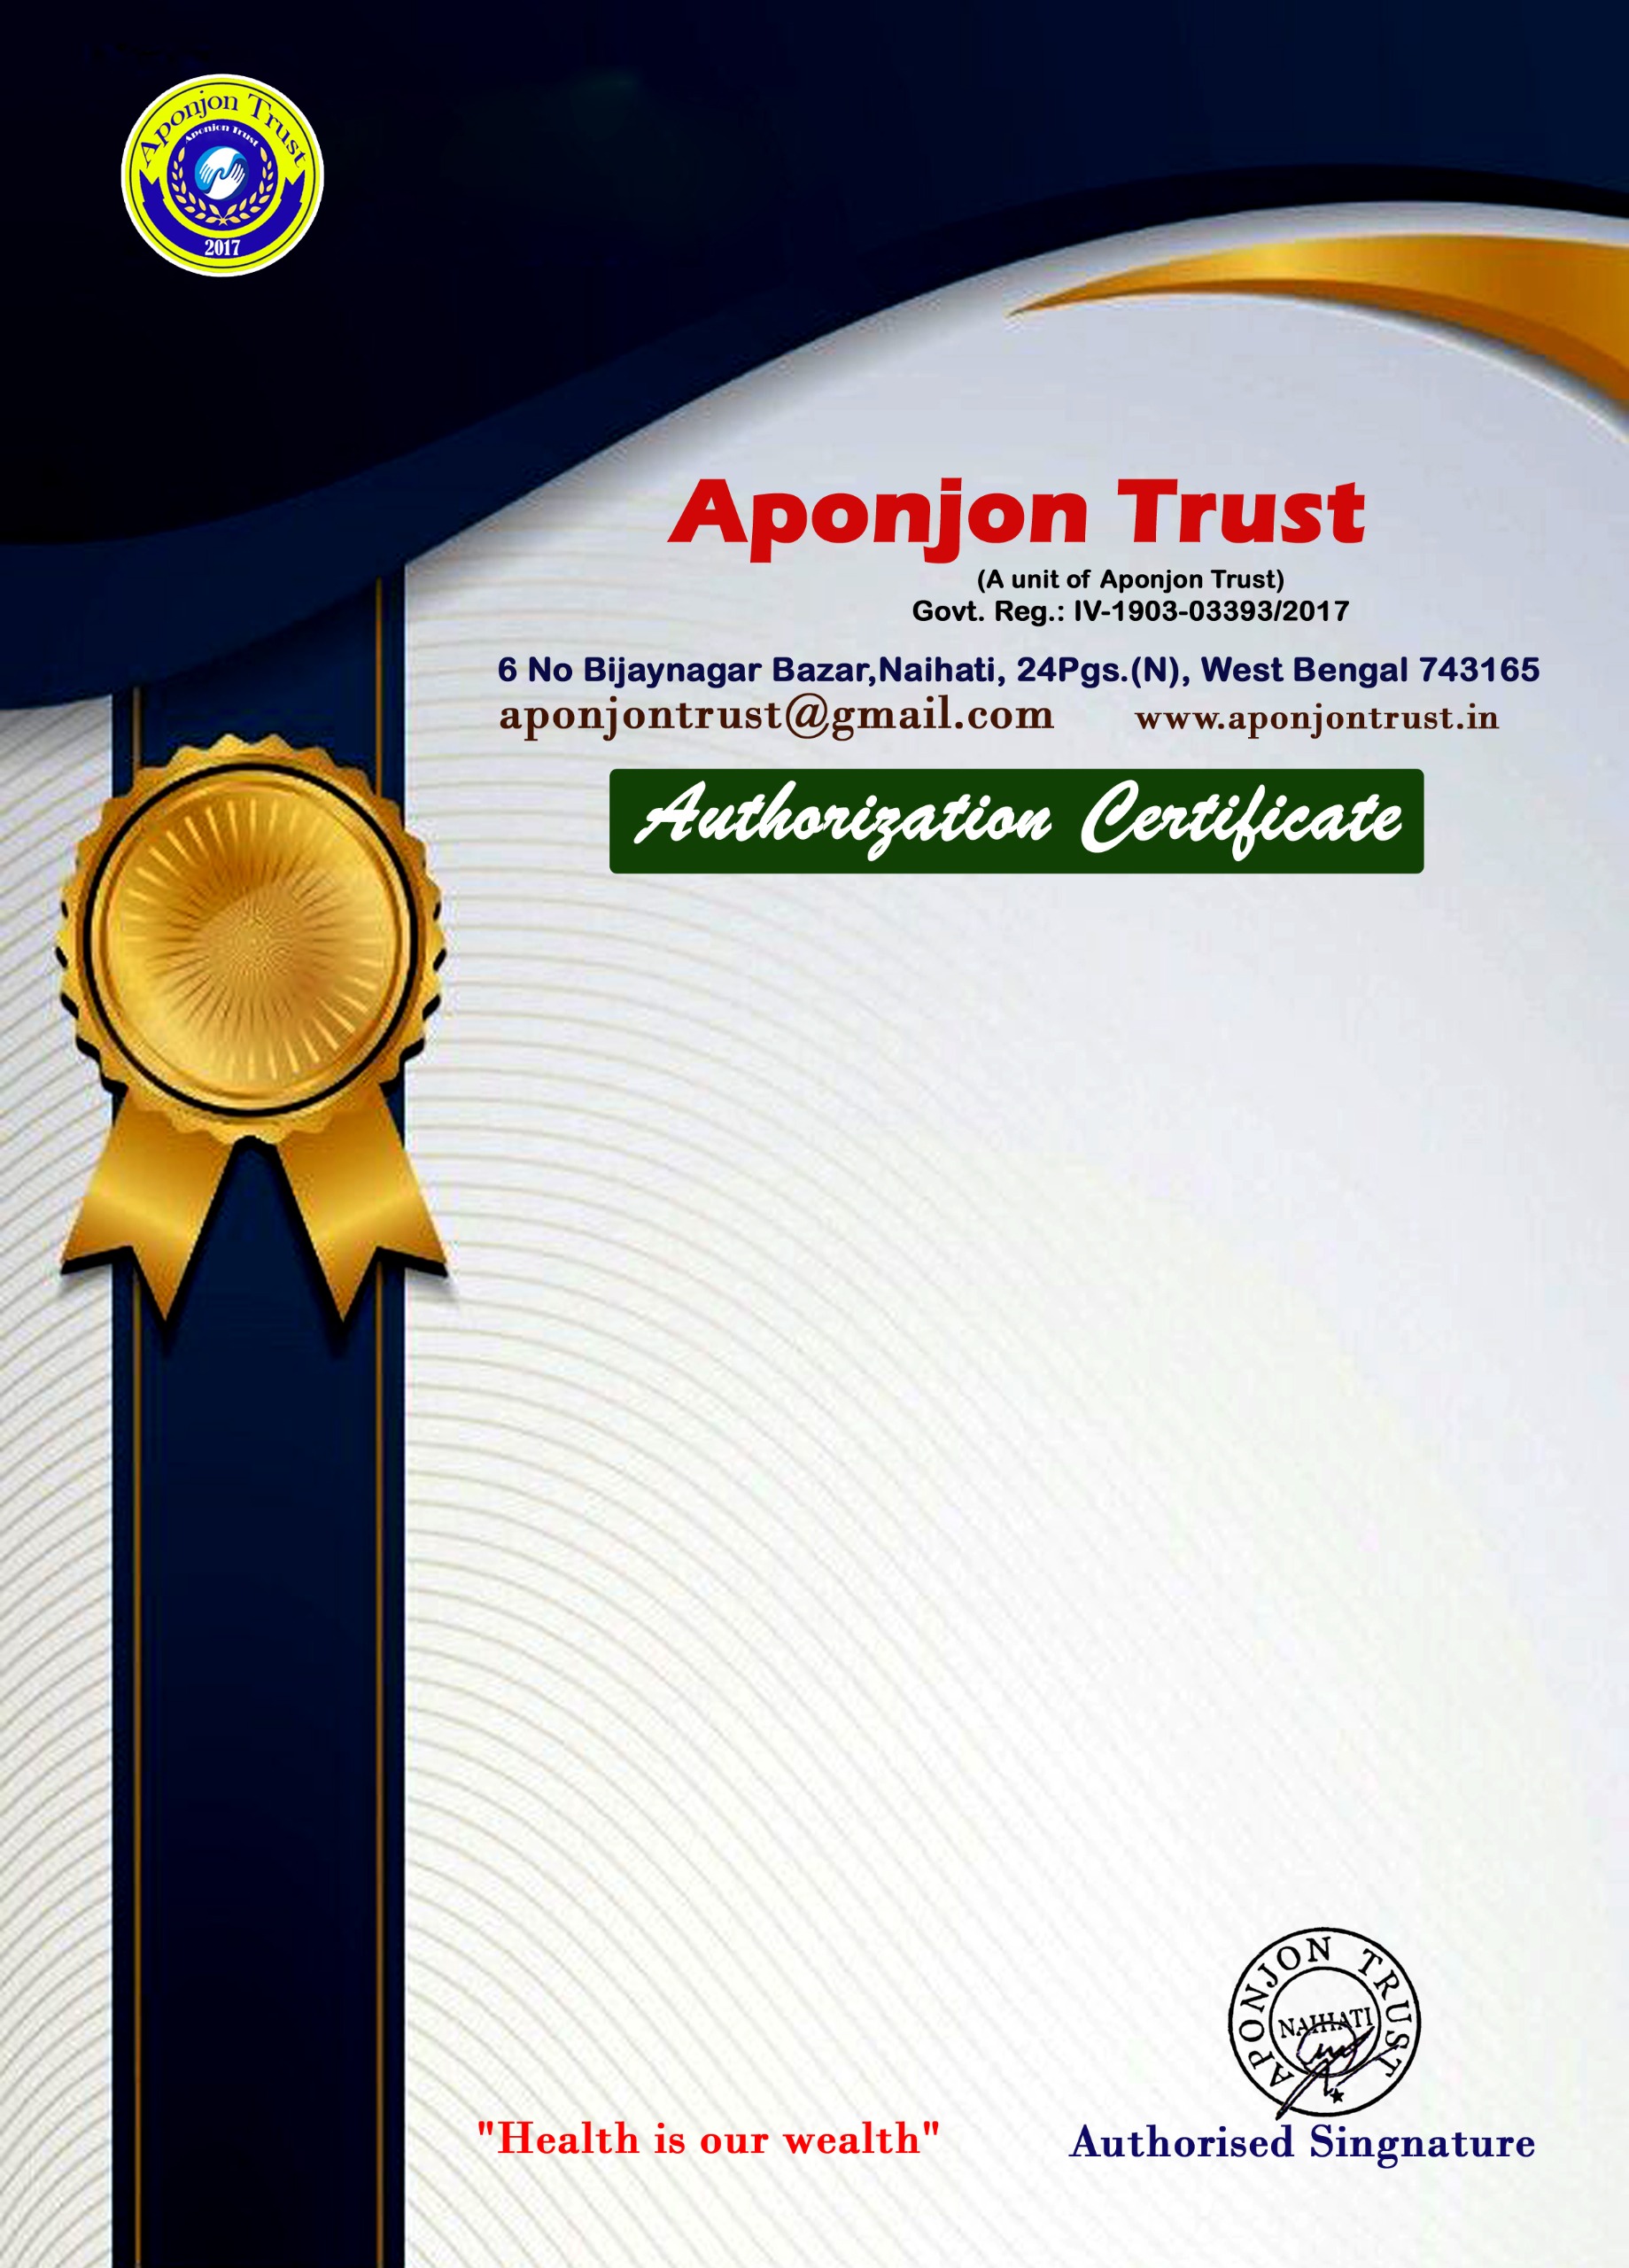 Aponjon Trust
Aponjon Trust
2017
Aponjon Trust
(A unit of Aponjon Trust)
Govt. Reg.: IV-1903-03393/2017
6 No Bijaynagar Bazar,Naihati, 24Pgs.(N), West Bengal 743165
aponjontrust@gmail.com www.aponjontrust.in
Authorization Certificate
APONJON TRUST
NAIHATI
"Health is our wealth" Authorised Singnature